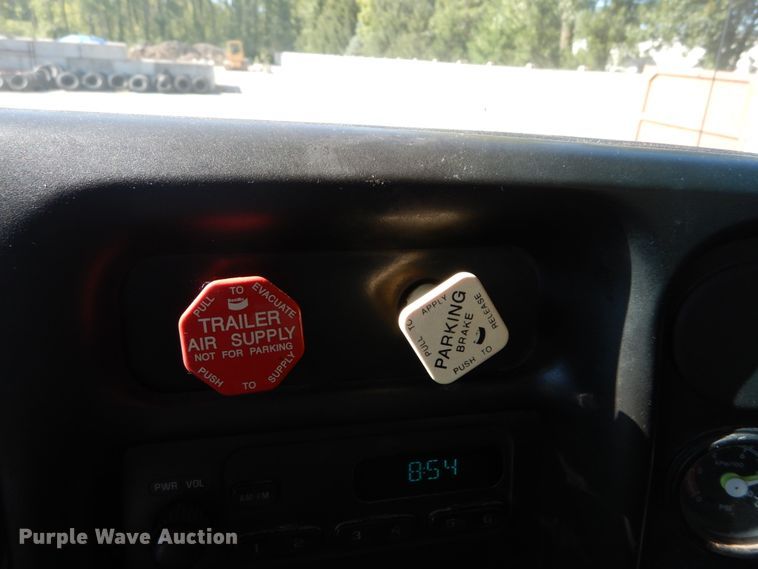 PULL TO EVACUATE
TRAILER
AIR SUPPLY
NOT FOR PARKING
PUSH TO SUPPLY
PULL TO APPLY
PARKING
BRAKE
PUSH TO RELEASE
8:54
PWR VOL
AM FM
Purple Wave Auction